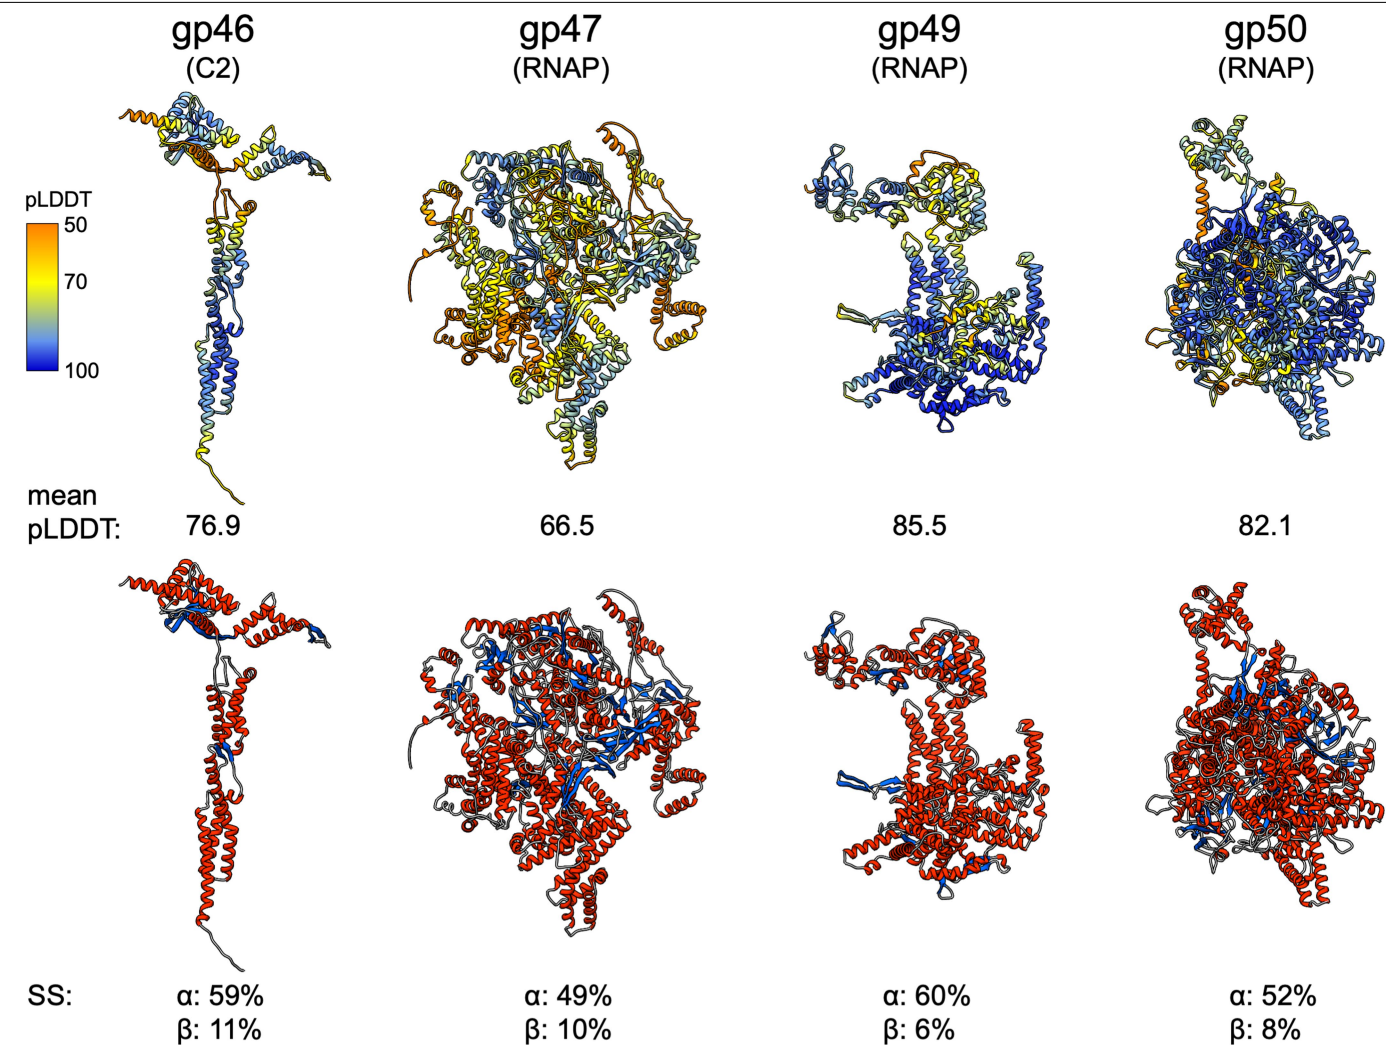 gp46 gp47 gp49 gp50
(C2) (RNAP) (RNAP) (RNAP)
pLDDT
50
70
100
mean
pLDDT: 76.9 66.5 85.5 82.1
SS: α: 59% α: 49% α: 60% α: 52%
β: 11% β: 10% β: 6% β: 8%